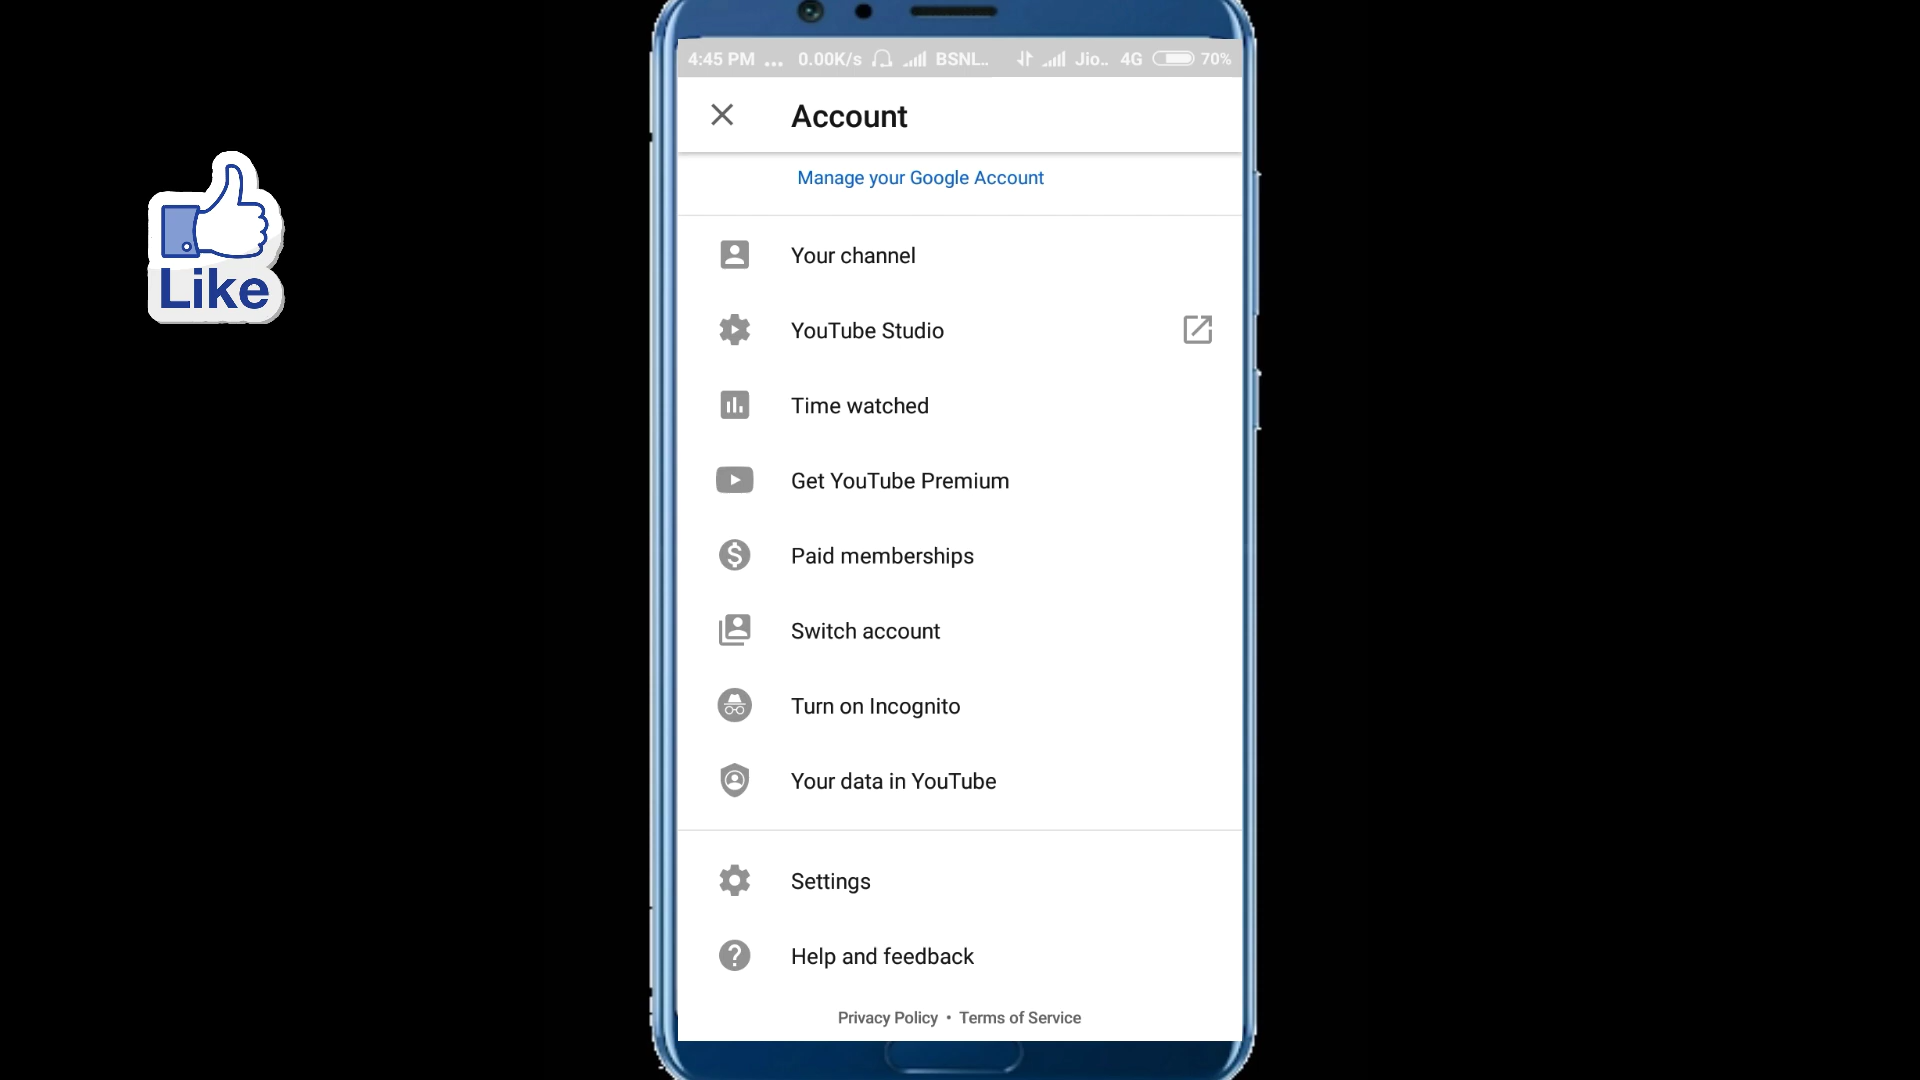 4:45 PM ... 0.00K/s BSNL... Jio.. 4G 70%
Account
Manage your Google Account
Like
Your channel
YouTube Studio
Time watched
Get YouTube Premium
Paid memberships
Switch account
Turn on Incognito
Your data in YouTube
Settings
Help and feedback
Privacy Policy • Terms of Service